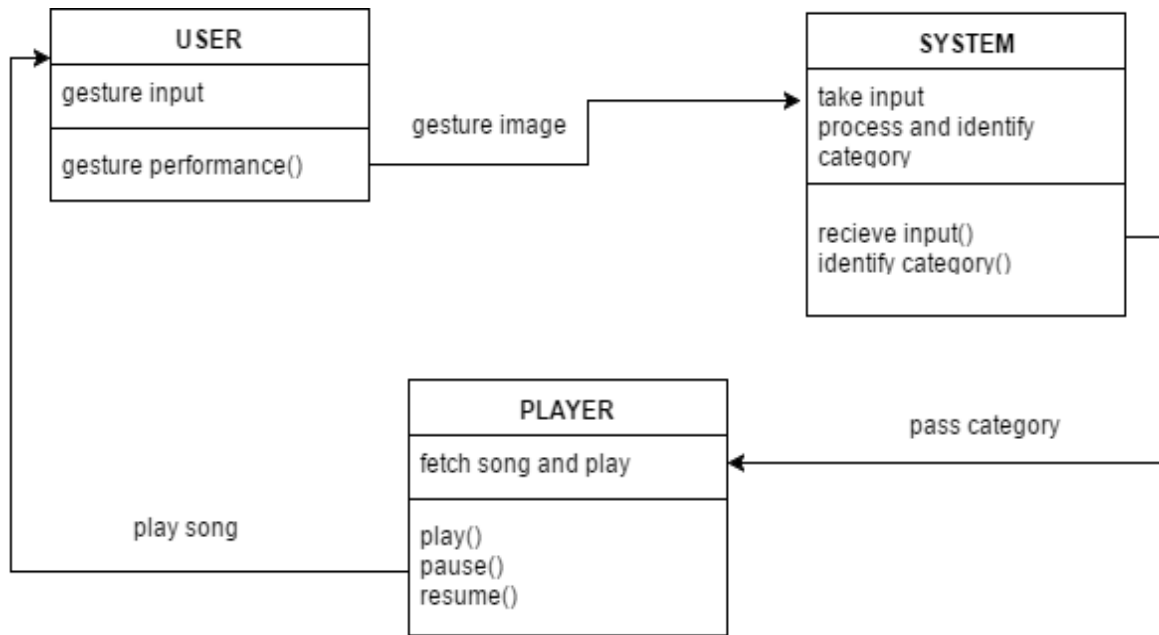 USER
gesture input
gesture performance()
gesture image
SYSTEM
take input
process and identify
category
recieve input()
identify category()
pass category
PLAYER
fetch song and play
play()
pause()
resume()
play song